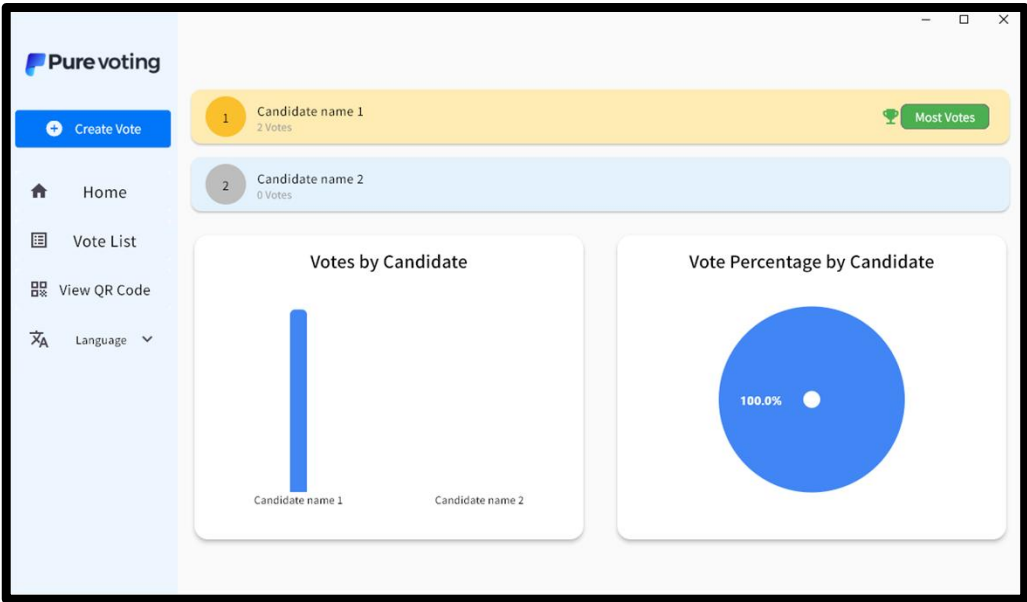 Pure voting
Create Vote
Home
Vote List
View QR Code
Language
1
Candidate name 1
2 Votes
Most Votes
2
Candidate name 2
0 Votes
Votes by Candidate
Candidate name 1
Candidate name 2
Vote Percentage by Candidate
100.0%